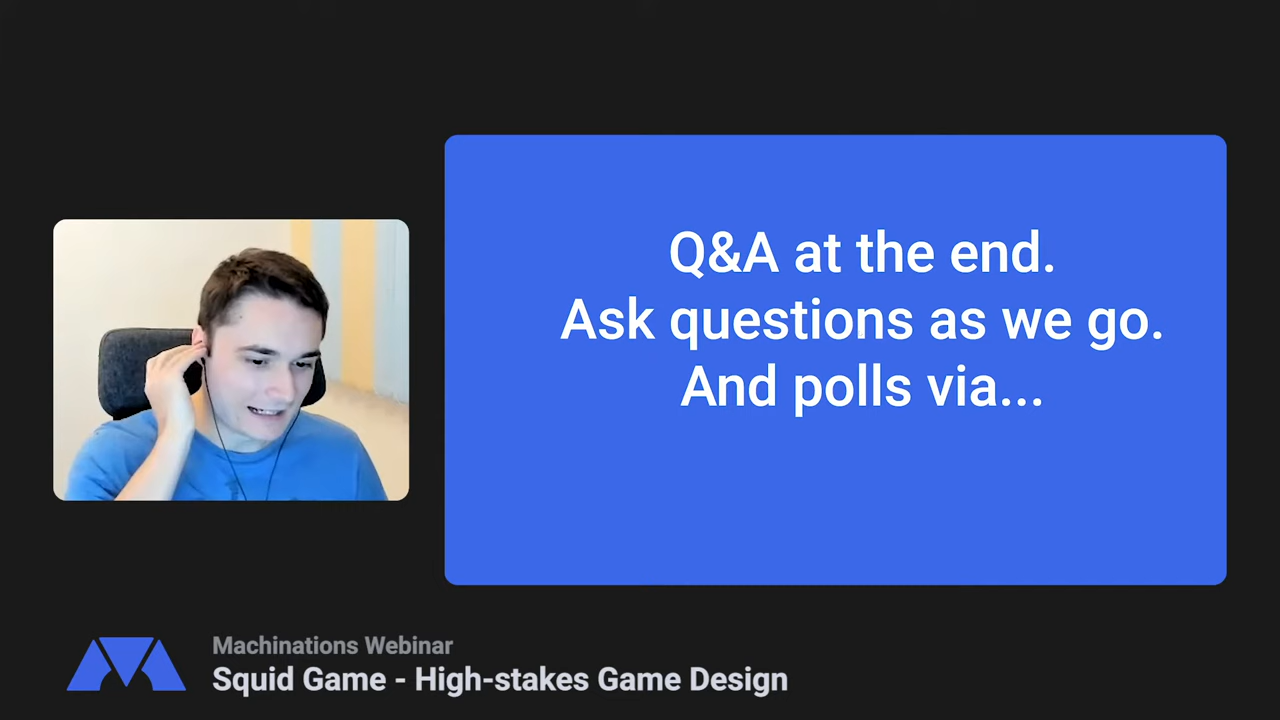 Q&A at the end.
Ask questions as we go.
And polls via...
Machinations Webinar
Squid Game - High-stakes Game Design